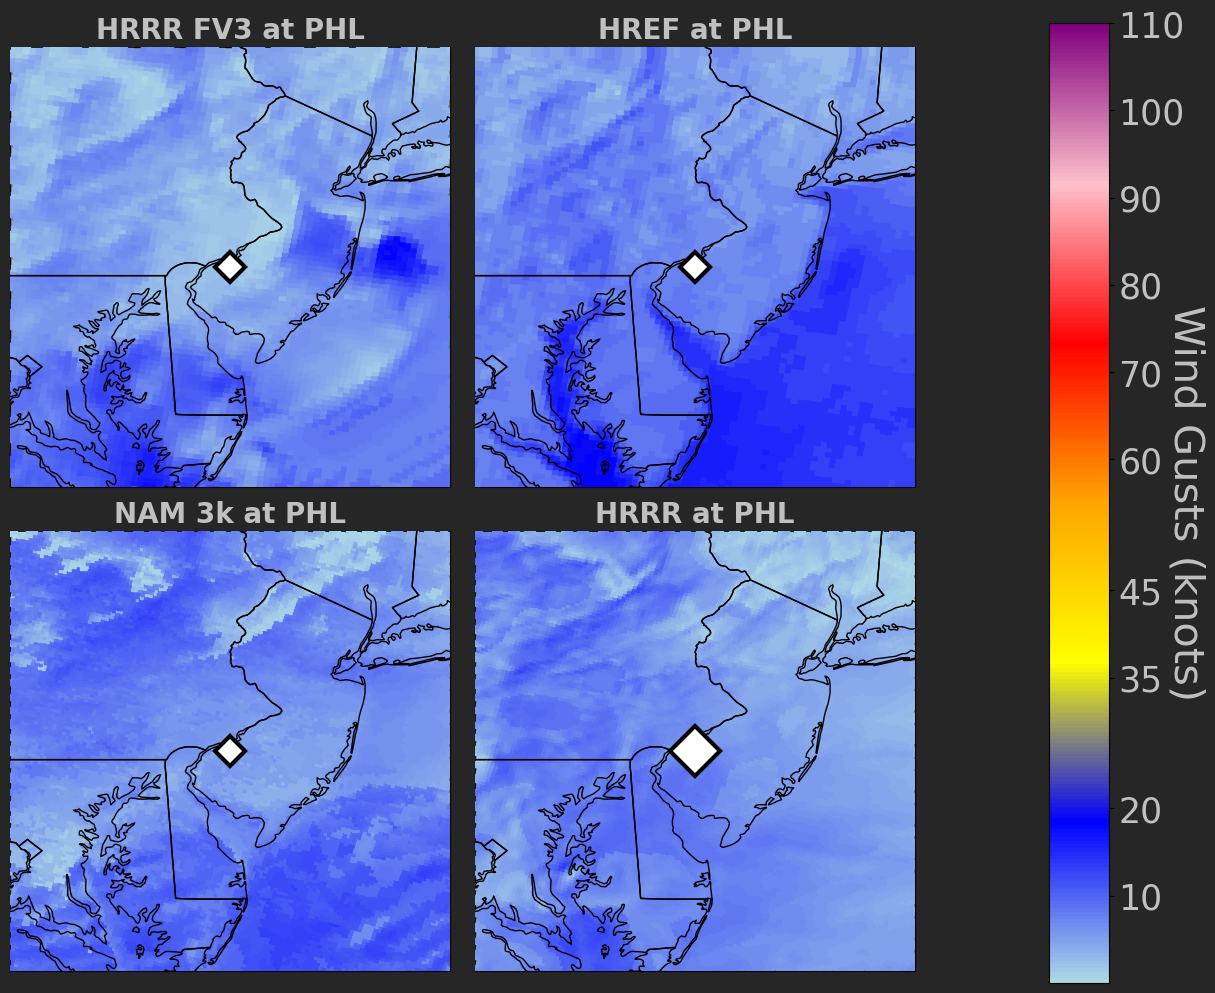 HRRR FV3 at PHL
HREF at PHL
NAM 3k at PHL
HRRR at PHL
110
100
90
80
70
60
45
35
20
10
Wind Gusts (knots)